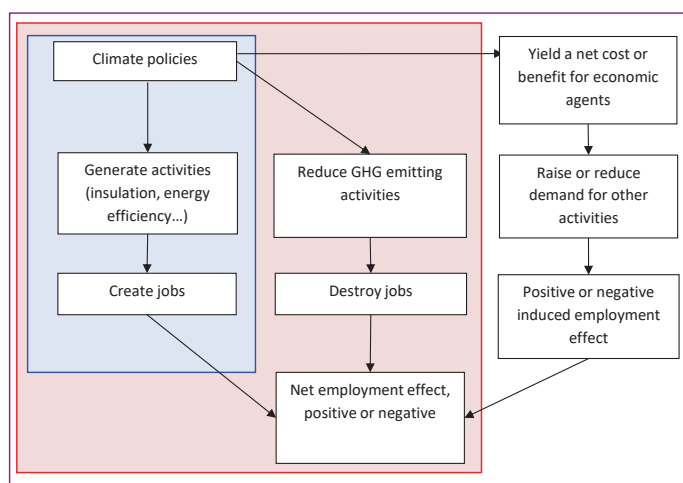 Climate policies
Yield a net cost or
benefit for economic
agents
Generate activities
(insulation, energy
efficiency…)
Reduce GHG emitting
activities
Raise or reduce
demand for other
activities
Create jobs
Destroy jobs
Positive or negative
induced employment
effect
Net employment effect,
positive or negative